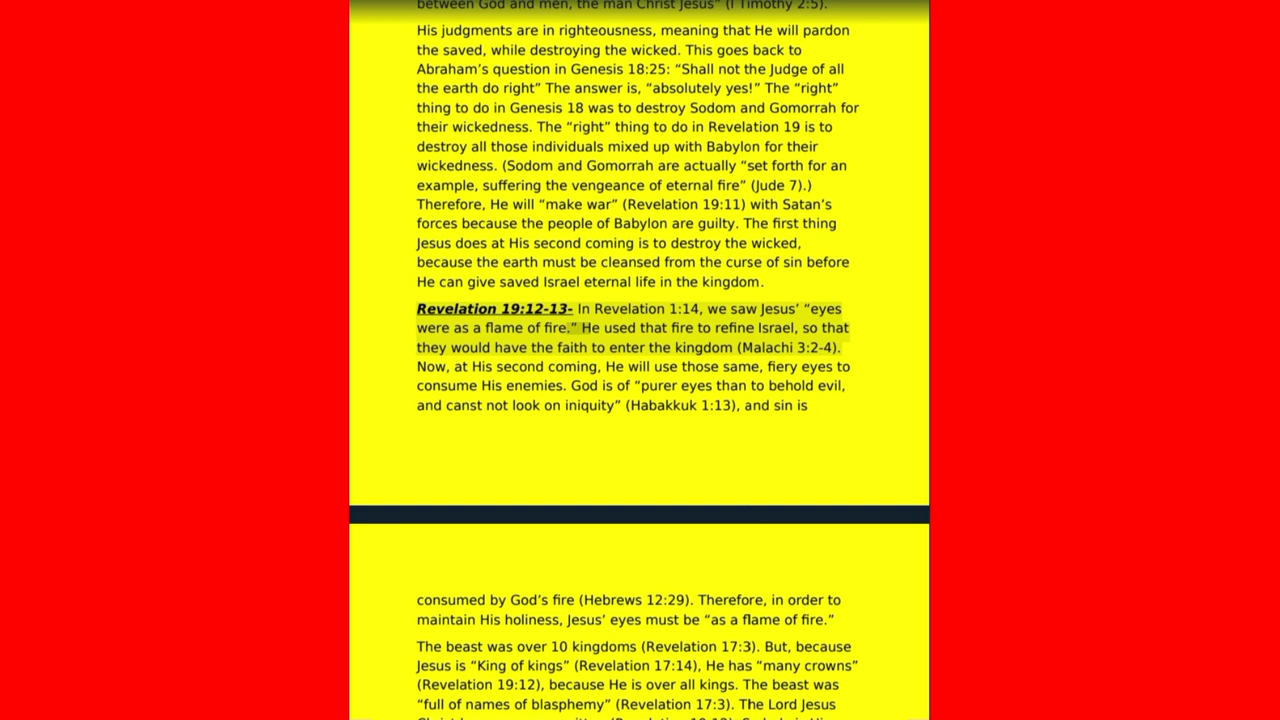 between God and men, the man Christ Jesus” (I Timothy 2:5).
His judgments are in righteousness, meaning that He will pardon
the saved, while destroying the wicked. This goes back to
Abraham’s question in Genesis 18:25: “Shall not the Judge of all
the earth do right” The answer is, “absolutely yes!” The “right”
thing to do in Genesis 18 was to destroy Sodom and Gomorrah for
their wickedness. The “right” thing to do in Revelation 19 is to
destroy all those individuals mixed up with Babylon for their
wickedness. (Sodom and Gomorrah are actually “set forth for an
example, suffering the vengeance of eternal fire” (Jude 7).)
Therefore, He will “make war” (Revelation 19:11) with Satan’s
forces because the people of Babylon are guilty. The first thing
Jesus does at His second coming is to destroy the wicked,
because the earth must be cleansed from the curse of sin before
He can give saved Israel eternal life in the kingdom.
Revelation 19:12-13- In Revelation 1:14, we saw Jesus’ “eyes
were as a flame of fire.” He used that fire to refine Israel, so that
they would have the faith to enter the kingdom (Malachi 3:2-4).
Now, at His second coming, He will use those same, fiery eyes to
consume His enemies. God is of “purer eyes than to behold evil,
and canst not look on iniquity” (Habakkuk 1:13), and sin is
consumed by God’s fire (Hebrews 12:29). Therefore, in order to
maintain His holiness, Jesus’ eyes must be “as a flame of fire.”
The beast was over 10 kingdoms (Revelation 17:3). But, because
Jesus is “King of kings” (Revelation 17:14), He has “many crowns”
(Revelation 19:12), because He is over all kings. The beast was
“full of names of blasphemy” (Revelation 17:3). The Lord Jesus